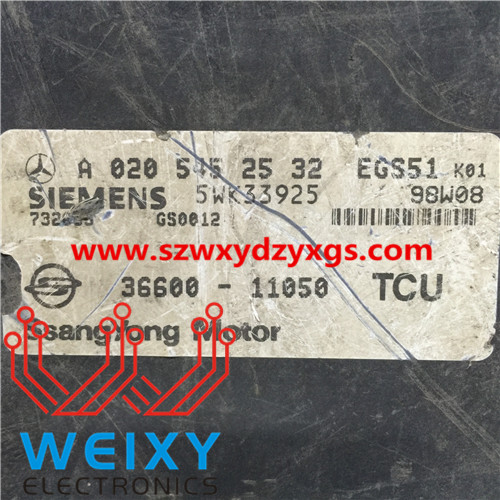 A 020 545 25 32 EGS51 K01
SIEMENS 5WK33925 98W08
GS0012
www.szwxydzyxgs.com
36600 - 11050 TCU
SsangYong Motor
WEIXY
ELECTRONICS